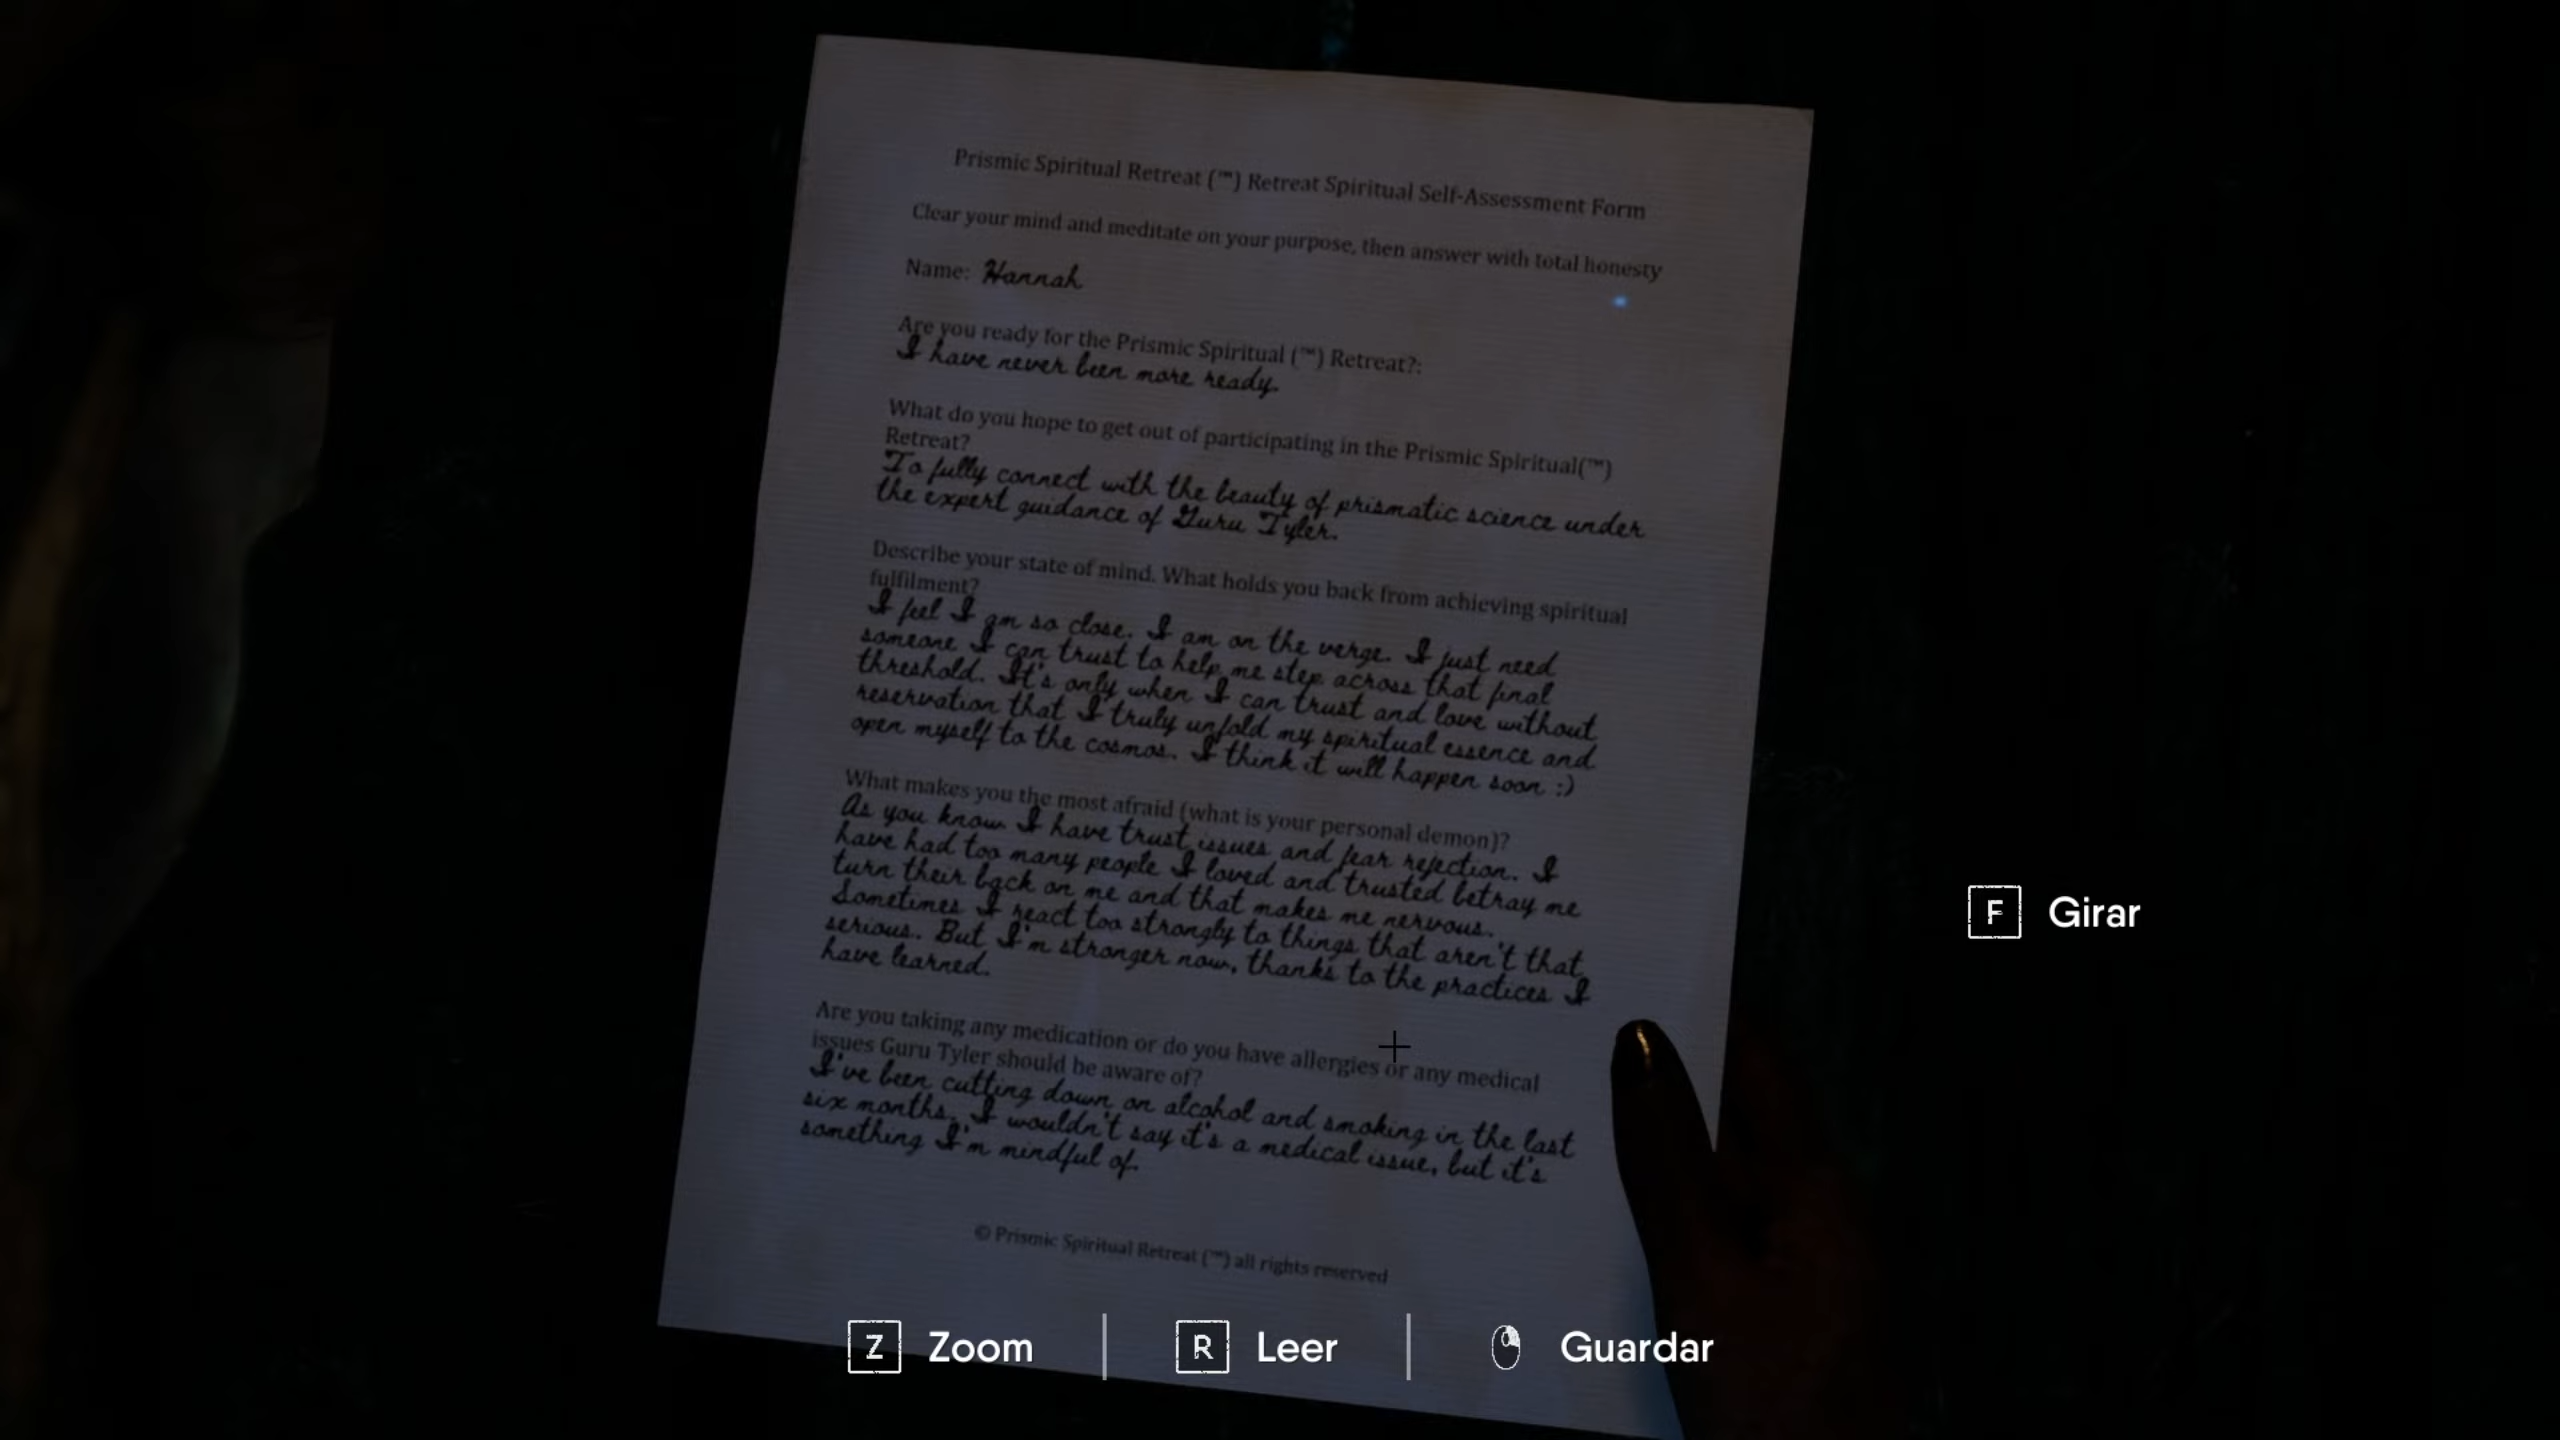 Prismic Spiritual Retreat (™) Retreat Spiritual Self-Assessment Form
Clear your mind and meditate on your purpose, then answer with total honesty
Name: Hannah
Are you ready for the Prismic Spiritual (™) Retreat?:
I have never been more ready.
What do you hope to get out of participating in the Prismic Spiritual(™)
Retreat?
To fully connect with the beauty of prismatic science under
the expert guidance of Guru Tyler.
Describe your state of mind. What holds you back from achieving spiritual
fulfilment?
I feel I am so close. I am on the verge. I just need
someone I can trust to help me step across that final
threshold. It's only when I can trust and love without
reservation that I truly unfold my spiritual essence and
open myself to the cosmos. I think it will happen soon :)
What makes you the most afraid (what is your personal demon)?
As you know I have trust issues and fear rejection. I
have had too many people I loved and trusted betray me
turn their back on me and that makes me nervous.
Sometimes I react too strongly to things that aren't that
serious. But I'm stronger now, thanks to the practices I
have learned.
Are you taking any medication or do you have allergies or any medical
issues Guru Tyler should be aware of?
I've been cutting down on alcohol and smoking in the last
six months. I wouldn't say it's a medical issue, but it's
something I'm mindful of.
© Prismic Spiritual Retreat (™) all rights reserved
F Girar
Z Zoom
R Leer
Guardar